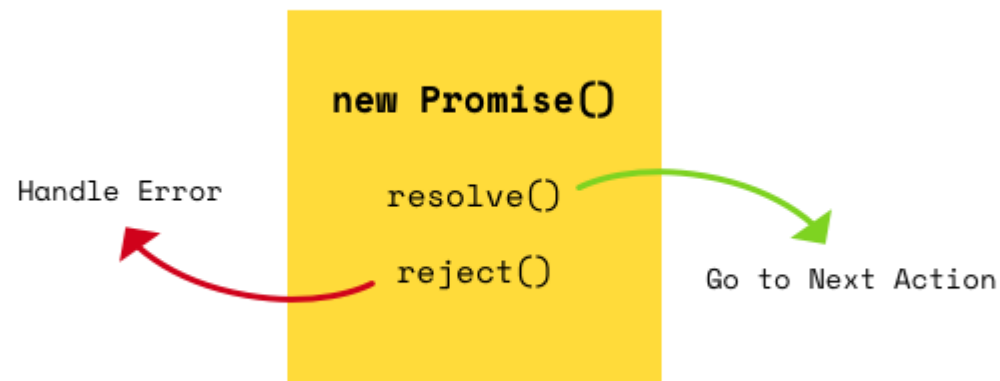 new Promise()
Handle Error
resolve()
reject()
Go to Next Action